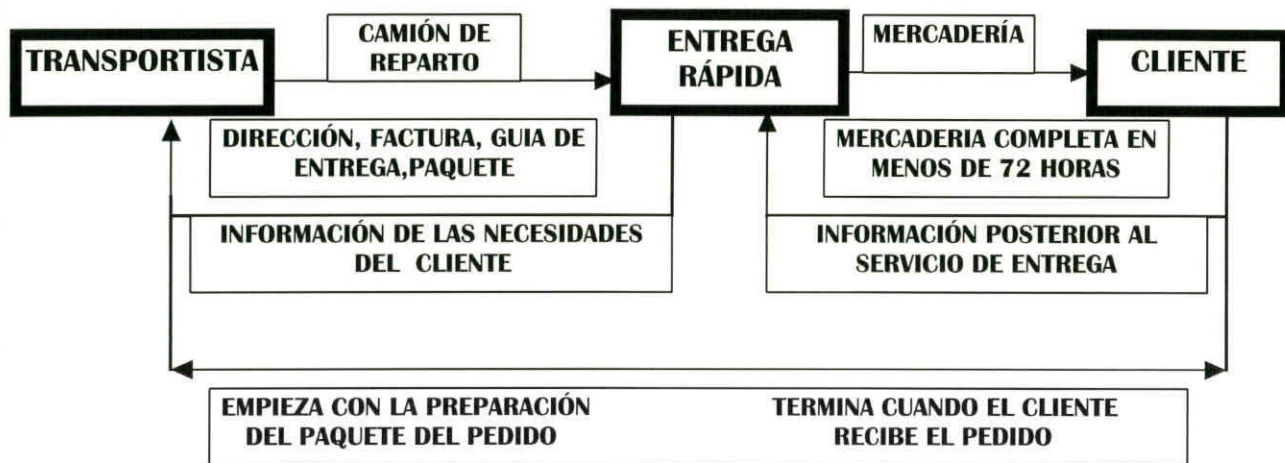 TRANSPORTISTA
CAMIÓN DE
REPARTO
ENTREGA
RÁPIDA
MERCADERÍA
CLIENTE
DIRECCIÓN, FACTURA, GUIA DE
ENTREGA,PAQUETE
MERCADERIA COMPLETA EN
MENOS DE 72 HORAS
INFORMACIÓN DE LAS NECESIDADES
DEL CLIENTE
INFORMACIÓN POSTERIOR AL
SERVICIO DE ENTREGA
EMPIEZA CON LA PREPARACIÓN
DEL PAQUETE DEL PEDIDO
TERMINA CUANDO EL CLIENTE
RECIBE EL PEDIDO